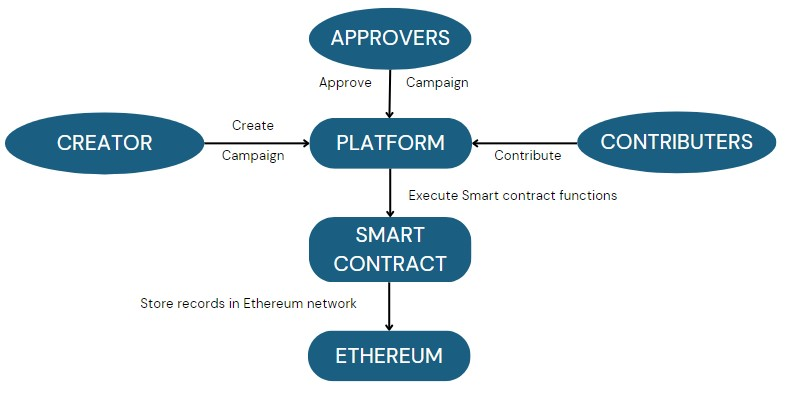 APPROVERS
Approve Campaign
Create
CREATOR
PLATFORM
CONTRIBUTERS
Campaign
Contribute
Execute Smart contract functions
SMART
CONTRACT
Store records in Ethereum network
ETHEREUM